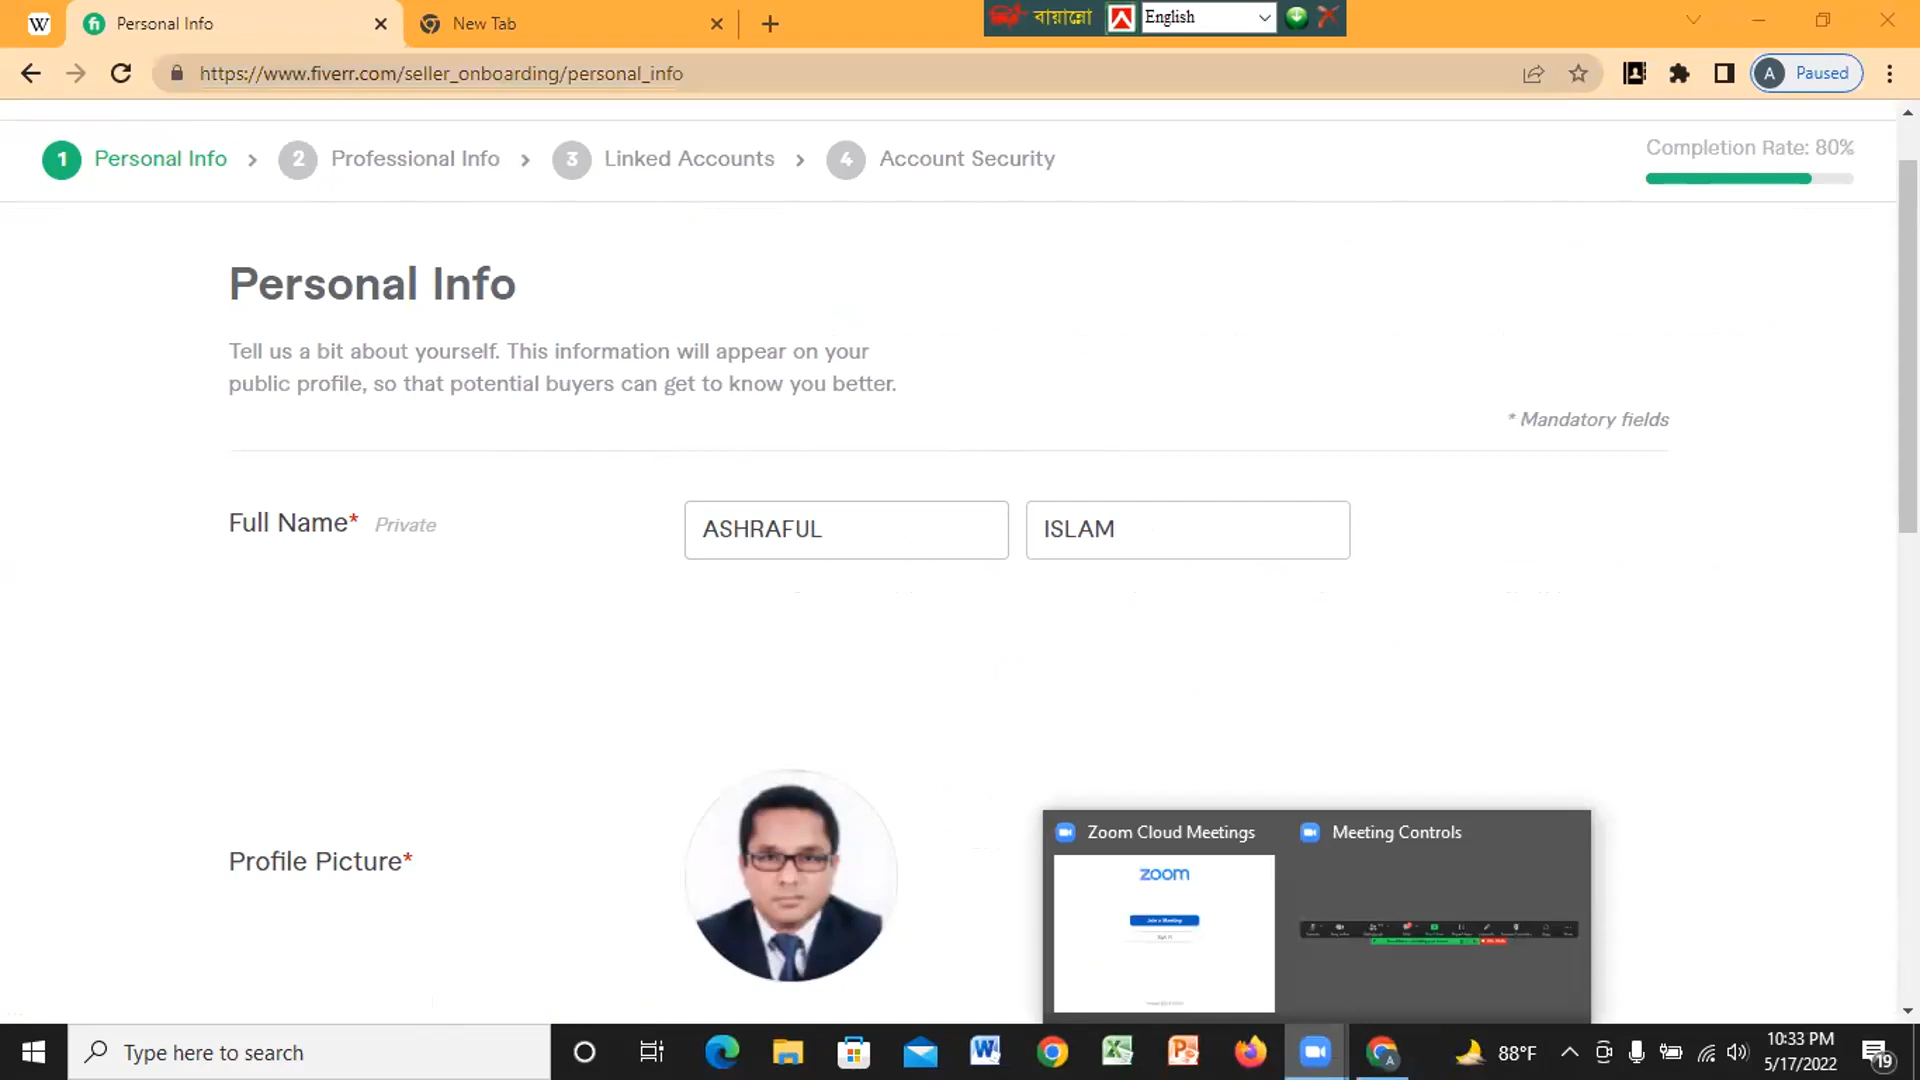 Personal Info
New Tab
বায়ান্নো
English
https://www.fiverr.com/seller_onboarding/personal_info
A
Paused
1 Personal Info
2 Professional Info
3 Linked Accounts
4 Account Security
Completion Rate: 80%
Personal Info
Tell us a bit about yourself. This information will appear on your
public profile, so that potential buyers can get to know you better.
* Mandatory fields
Full Name* Private
ASHRAFUL
ISLAM
Profile Picture*
Zoom Cloud Meetings
Meeting Controls
zoom
Join a Meeting
Type here to search
88°F
10:33 PM
5/17/2022
19